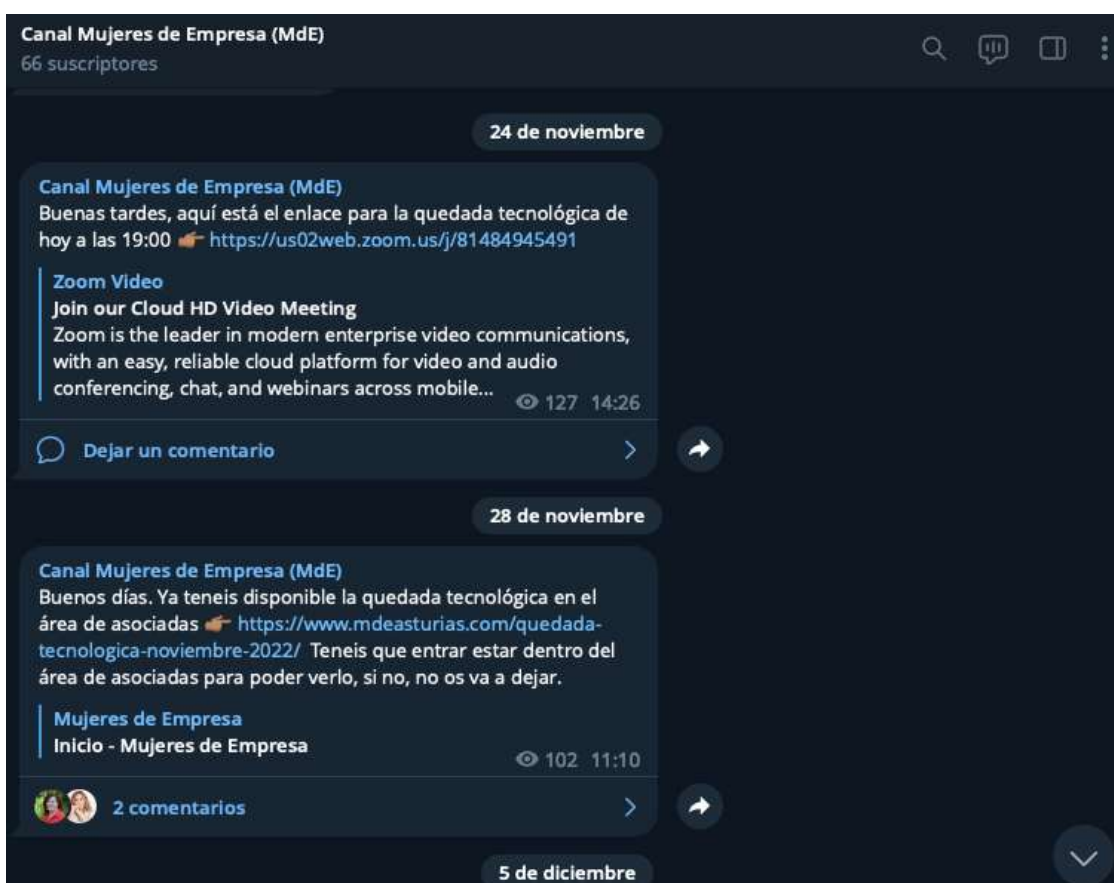 Canal Mujeres de Empresa (MdE)
66 suscriptores
24 de noviembre
Canal Mujeres de Empresa (MdE)
Buenas tardes, aquí está el enlace para la quedada tecnológica de
hoy a las 19:00 👉🏽 https://us02web.zoom.us/j/81484945491
Zoom Video
Join our Cloud HD Video Meeting
Zoom is the leader in modern enterprise video communications,
with an easy, reliable cloud platform for video and audio
conferencing, chat, and webinars across mobile...
127 14:26
Dejar un comentario
28 de noviembre
Canal Mujeres de Empresa (MdE)
Buenos días. Ya teneis disponible la quedada tecnológica en el
área de asociadas 👉🏽 https://www.mdeasturias.com/quedada-
tecnologica-noviembre-2022/ Teneis que entrar estar dentro del
área de asociadas para poder verlo, si no, no os va a dejar.
Mujeres de Empresa
Inicio - Mujeres de Empresa
102 11:10
2 comentarios
5 de diciembre